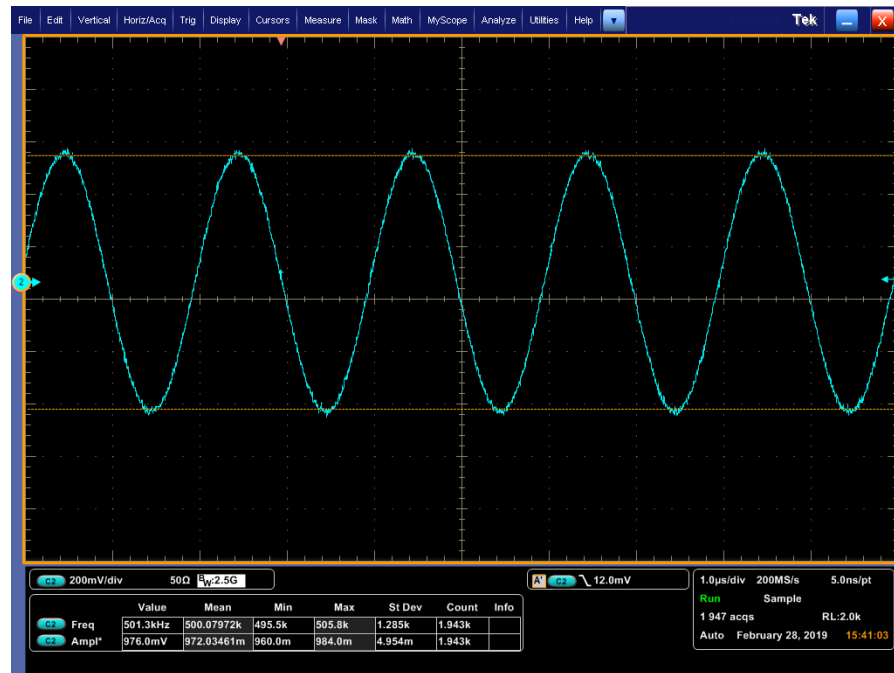 File Edit Vertical Horiz/Acq Trig Display Cursors Measure Mask Math MyScope Analyze Utilities Help Tek X
2
C2 200mV/div 50Ω BW:2.5G
A' C2 12.0mV
1.0µs/div 200MS/s 5.0ns/pt
Run Sample
1 947 acqs RL:2.0k
Auto February 28, 2019 15:41:03
Value Mean Min Max St Dev Count Info
C2 Freq 501.3kHz 500.07972k 495.5k 505.8k 1.285k 1.943k
C2 Ampl* 976.0mV 972.03461m 960.0m 984.0m 4.954m 1.943k